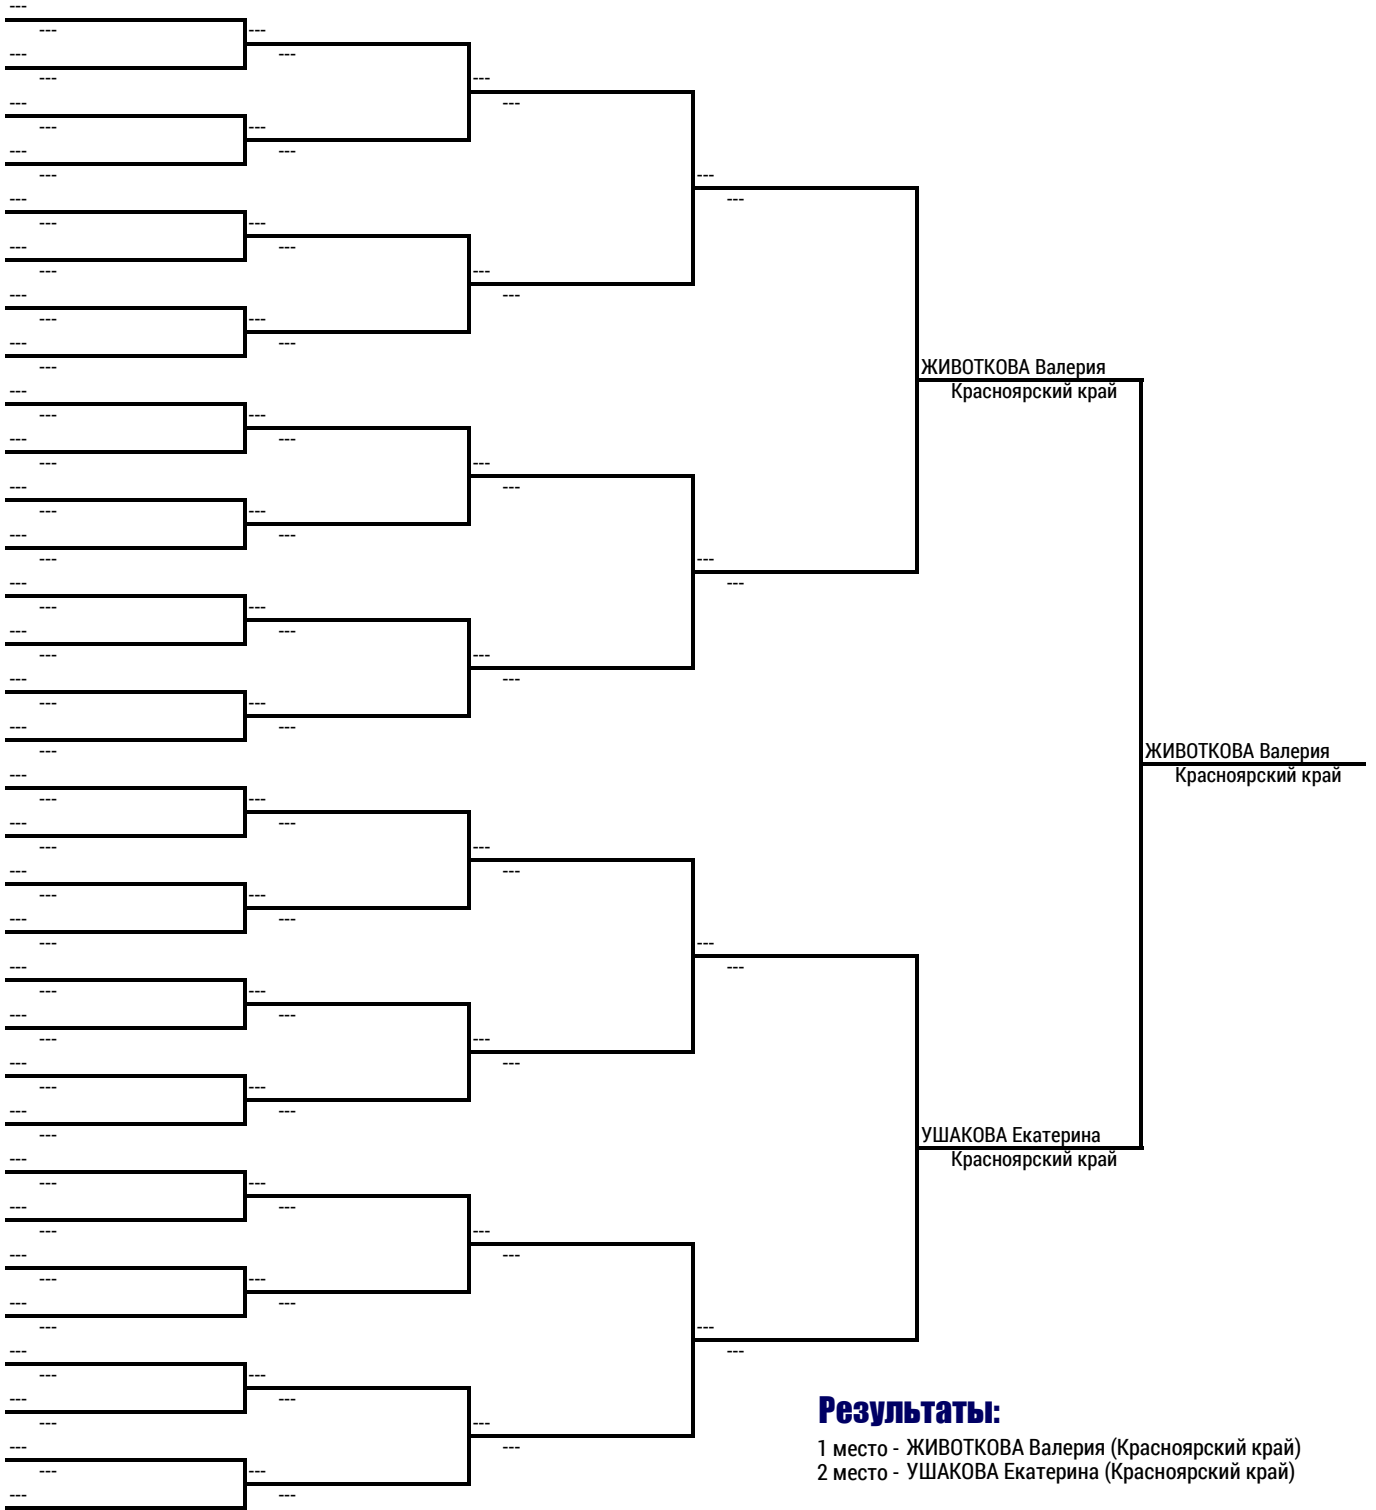 ЖИВОТКОВА Валерия
Красноярский край
ЖИВОТКОВА Валерия
Красноярский край
УШАКОВА Екатерина
Красноярский край
Результаты:
1 место - ЖИВОТКОВА Валерия (Красноярский край)
2 место - УШАКОВА Екатерина (Красноярский край)